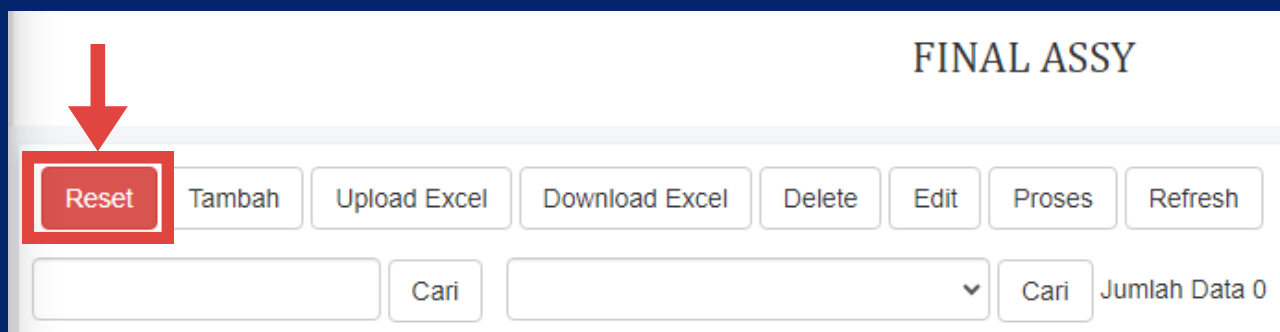 FINAL ASSY
Reset Tambah Upload Excel Download Excel Delete Edit Proses Refresh
Cari Cari Jumlah Data 0